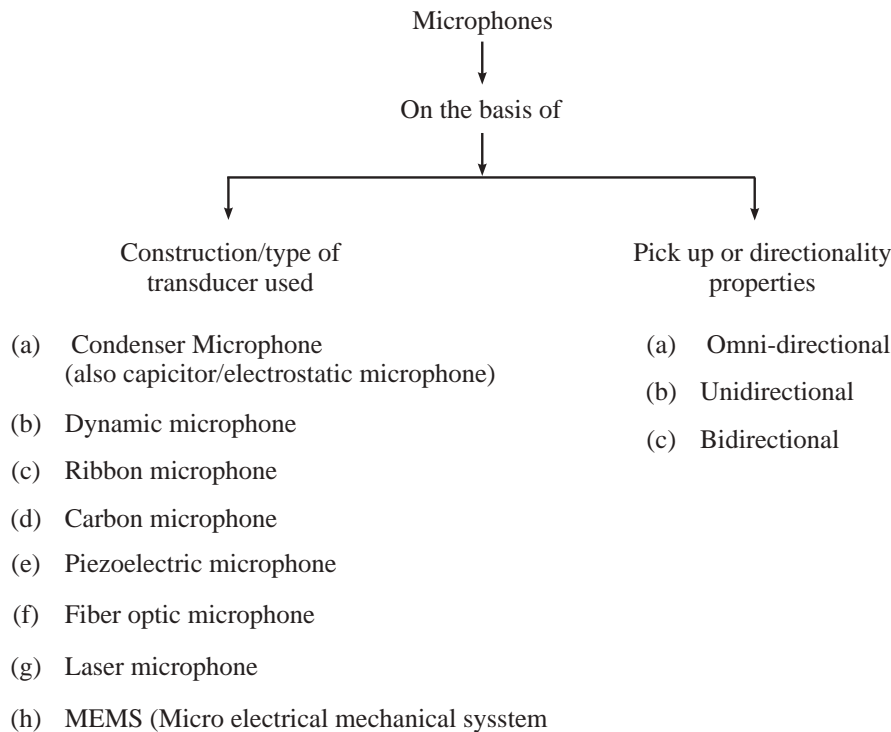 Microphones
On the basis of
Construction/type of
transducer used
(a) Condenser Microphone
(also capicitor/electrostatic microphone)
(b) Dynamic microphone
(c) Ribbon microphone
(d) Carbon microphone
(e) Piezoelectric microphone
(f) Fiber optic microphone
(g) Laser microphone
(h) MEMS (Micro electrical mechanical sysstem
Pick up or directionality
properties
(a) Omni-directional
(b) Unidirectional
(c) Bidirectional